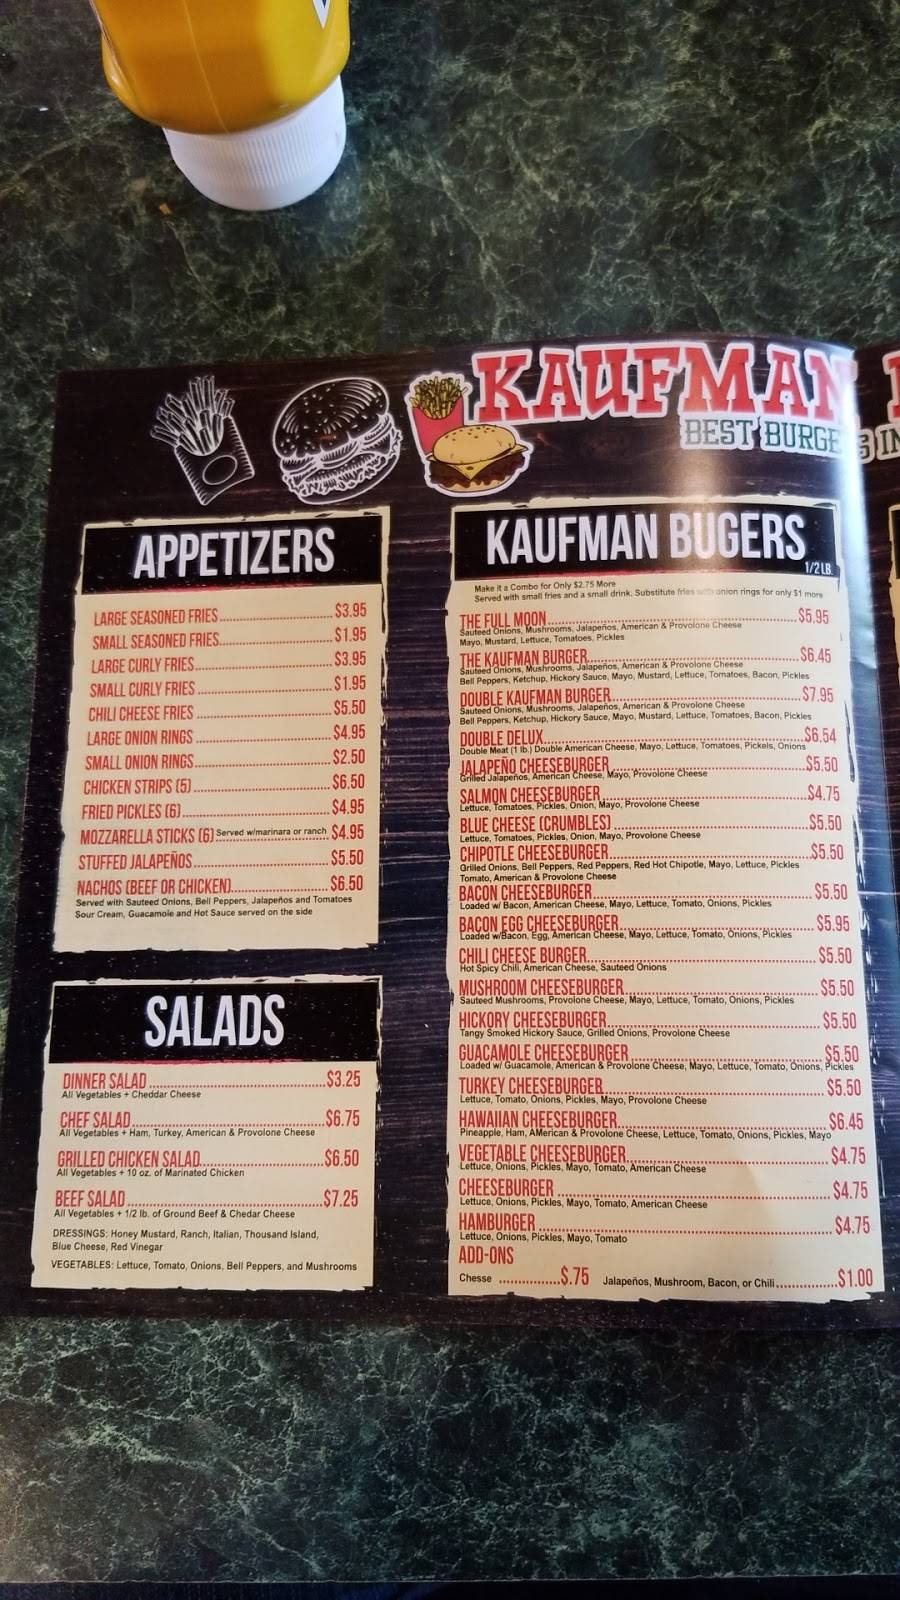 KAUFMAN
BEST BURGE S IN
APPETIZERS
LARGE SEASONED FRIES $3.95
SMALL SEASONED FRIES $1.95
LARGE CURLY FRIES $3.95
SMALL CURLY FRIES $1.95
CHILI CHEESE FRIES $5.50
LARGE ONION RINGS $4.95
SMALL ONION RINGS $2.50
CHICKEN STRIPS (5) $6.50
FRIED PICKLES (6) $4.95
MOZZARELLA STICKS (6) Served w/marinara or ranch $4.95
STUFFED JALAPEÑOS $5.50
NACHOS (BEEF OR CHICKEN) $6.50
Served with Sauteed Onions, Bell Peppers, Jalapeños and Tomatoes
Sour Cream, Guacamole and Hot Sauce served on the side
SALADS
DINNER SALAD $3.25
All Vegetables + Cheddar Cheese
CHEF SALAD $6.75
All Vegetables + Ham, Turkey, American & Provolone Cheese
GRILLED CHICKEN SALAD $6.50
All Vegetables + 10 oz. of Marinated Chicken
BEEF SALAD $7.25
All Vegetables + 1/2 lb. of Ground Beef & Chedar Cheese
DRESSINGS: Honey Mustard, Ranch, Italian, Thousand Island,
Blue Cheese, Red Vinegar
VEGETABLES: Lettuce, Tomato, Onions, Bell Peppers, and Mushrooms
KAUFMAN BUGERS
1/2 LB.
Make it a Combo for Only $2.75 More
Served with small fries and a small drink. Substitute fries with onion rings for only $1 more
THE FULL MOON $5.95
Sauteed Onions, Mushrooms, Jalapeños, American & Provolone Cheese
Mayo, Mustard, Lettuce, Tomatoes, Pickles
THE KAUFMAN BURGER $6.45
Sauteed Onions, Mushrooms, Jalapeños, American & Provolone Cheese
Bell Peppers, Ketchup, Hickory Sauce, Mayo, Mustard, Lettuce, Tomatoes, Bacon, Pickles
DOUBLE KAUFMAN BURGER $7.95
Sauteed Onions, Mushrooms, Jalapeños, American & Provolone Cheese
Bell Peppers, Ketchup, Hickory Sauce, Mayo, Mustard, Lettuce, Tomatoes, Bacon, Pickles
DOUBLE DELUX $6.54
Double Meat (1 lb.) Double American Cheese, Mayo, Lettuce, Tomatoes, Pickels, Onions
JALAPEÑO CHEESEBURGER $5.50
Grilled Jalapeños, American Cheese, Mayo, Provolone Cheese
SALMON CHEESEBURGER $4.75
Lettuce, Tomatoes, Pickles, Onion, Mayo, Provolone Cheese
BLUE CHEESE (CRUMBLES) $5.50
Lettuce, Tomatoes, Pickles, Onion, Mayo, Provolone Cheese
CHIPOTLE CHEESEBURGER $5.50
Grilled Onions, Bell Peppers, Red Peppers, Red Hot Chipotle, Mayo, Lettuce, Pickles
Tomato, American & Provolone Cheese
BACON CHEESEBURGER $5.50
Loaded w/ Bacon, American Cheese, Mayo, Lettuce, Tomato, Onions, Pickles
BACON EGG CHEESEBURGER $5.95
Loaded w/Bacon, Egg, American Cheese, Mayo, Lettuce, Tomato, Onions, Pickles
CHILI CHEESE BURGER $5.50
Hot Spicy Chili, American Cheese, Sauteed Onions
MUSHROOM CHEESEBURGER $5.50
Sauteed Mushrooms, Provolone Cheese, Mayo, Lettuce, Tomato, Onions, Pickles
HICKORY CHEESEBURGER $5.50
Tangy Smoked Hickory Sauce, Grilled Onions, Provolone Cheese
GUACAMOLE CHEESEBURGER $5.50
Loaded w/ Guacamole, American & Provolone Cheese, Mayo, Lettuce, Tomato, Onions, Pickles
TURKEY CHEESEBURGER $5.50
Lettuce, Tomato, Onions, Pickles, Mayo, Provolone Cheese
HAWAIIAN CHEESEBURGER $6.45
Pineapple, Ham, AMerican & Provolone Cheese, Lettuce, Tomato, Onions, Pickles, Mayo
VEGETABLE CHEESEBURGER $4.75
Lettuce, Onions, Pickles, Mayo, Tomato, American Cheese
CHEESEBURGER $4.75
Lettuce, Onions, Pickles, Mayo, Tomato, American Cheese
HAMBURGER $4.75
Lettuce, Onions, Pickles, Mayo, Tomato
ADD-ONS
Chesse $.75 Jalapeños, Mushroom, Bacon, or Chili $1.00